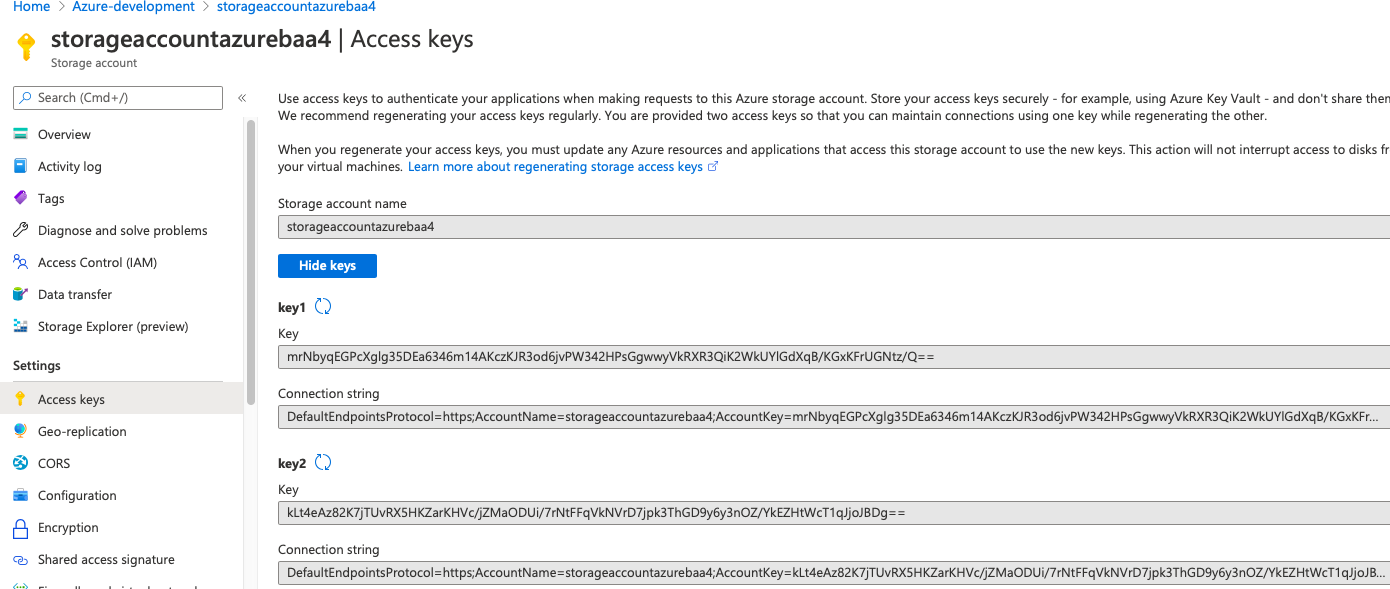 Home > Azure-development > storageaccountazurebaa4
storageaccountazurebaa4 | Access keys
Storage account
Search (Cmd+/)
«
Overview
Activity log
Tags
Diagnose and solve problems
Access Control (IAM)
Data transfer
Storage Explorer (preview)
Settings
Access keys
Geo-replication
CORS
Configuration
Encryption
Shared access signature
Use access keys to authenticate your applications when making requests to this Azure storage account. Store your access keys securely - for example, using Azure Key Vault - and don't share
We recommend regenerating your access keys regularly. You are provided two access keys so that you can maintain connections using one key while regenerating the other.
When you regenerate your access keys, you must update any Azure resources and applications that access this storage account to use the new keys. This action will not interrupt access to disks
your virtual machines. Learn more about regenerating storage access keys
Storage account name
storageaccountazurebaa4
Hide keys
key1
Key
mrNbyqEGPcXglg35DEa6346m14AKczKJR3od6jvPW342HPsGgwwyVkRXR3QiK2WkUYlGdXqB/KGxKFrUGNtz/Q==
Connection string
DefaultEndpointsProtocol=https;AccountName=storageaccountazurebaa4;AccountKey=mrNbyqEGPcXglg35DEa6346m14AKczKJR3od6jvPW342HPsGgwwyVkRXR3QiK2WkUYlGdXqB/KGxKFr...
key2
Key
kLt4eAz82K7jTUvRX5HKZarKHVc/jZMaODUi/7rNtFFqVkNVrD7jpk3ThGD9y6y3nOZ/YkEZHtWcT1qJjoJBDg==
Connection string
DefaultEndpointsProtocol=https;AccountName=storageaccountazurebaa4;AccountKey=kLt4eAz82K7jTUvRX5HKZarKHVc/jZMaODUi/7rNtFFqVkNVrD7jpk3ThGD9y6y3nOZ/YkEZHtWcT1qJjoJB...